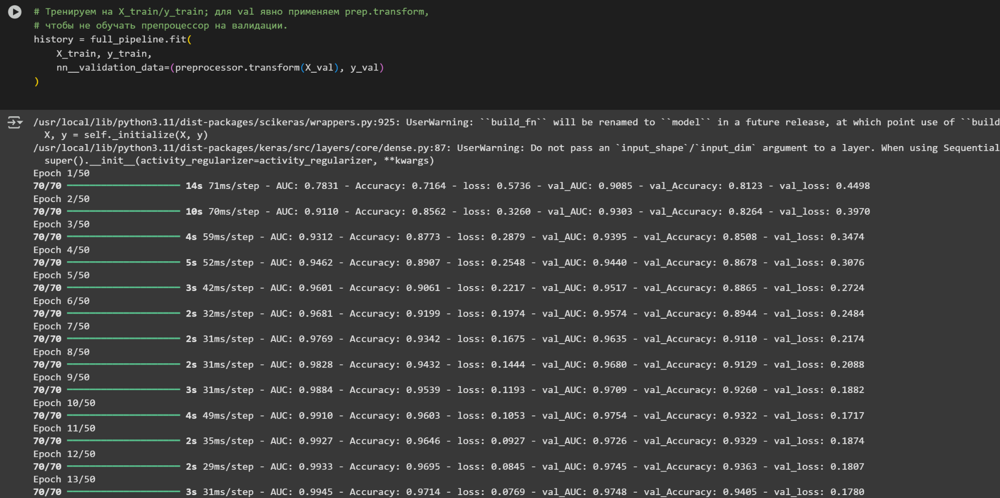 # Тренируем на X_train/y_train; для val явно применяем prep.transform,
# чтобы не обучать препроцессор на валидации.
history = full_pipeline.fit(
    X_train, y_train,
    nn__validation_data=(preprocessor.transform(X_val), y_val)
)
/usr/local/lib/python3.11/dist-packages/scikeras/wrappers.py:925: UserWarning: ``build_fn`` will be renamed to ``model`` in a future release, at which point use of ``build
  X, y = self._initialize(X, y)
/usr/local/lib/python3.11/dist-packages/keras/src/layers/core/dense.py:87: UserWarning: Do not pass an `input_shape`/`input_dim` argument to a layer. When using Sequential
  super().__init__(activity_regularizer=activity_regularizer, **kwargs)
Epoch 1/50
70/70 14s 71ms/step - AUC: 0.7831 - Accuracy: 0.7164 - loss: 0.5736 - val_AUC: 0.9085 - val_Accuracy: 0.8123 - val_loss: 0.4498
Epoch 2/50
70/70 10s 70ms/step - AUC: 0.9110 - Accuracy: 0.8562 - loss: 0.3260 - val_AUC: 0.9303 - val_Accuracy: 0.8264 - val_loss: 0.3970
Epoch 3/50
70/70 4s 59ms/step - AUC: 0.9312 - Accuracy: 0.8773 - loss: 0.2879 - val_AUC: 0.9395 - val_Accuracy: 0.8508 - val_loss: 0.3474
Epoch 4/50
70/70 5s 52ms/step - AUC: 0.9462 - Accuracy: 0.8907 - loss: 0.2548 - val_AUC: 0.9440 - val_Accuracy: 0.8678 - val_loss: 0.3076
Epoch 5/50
70/70 3s 42ms/step - AUC: 0.9601 - Accuracy: 0.9061 - loss: 0.2217 - val_AUC: 0.9517 - val_Accuracy: 0.8865 - val_loss: 0.2724
Epoch 6/50
70/70 2s 32ms/step - AUC: 0.9681 - Accuracy: 0.9199 - loss: 0.1974 - val_AUC: 0.9574 - val_Accuracy: 0.8944 - val_loss: 0.2484
Epoch 7/50
70/70 2s 31ms/step - AUC: 0.9769 - Accuracy: 0.9342 - loss: 0.1675 - val_AUC: 0.9635 - val_Accuracy: 0.9110 - val_loss: 0.2174
Epoch 8/50
70/70 2s 31ms/step - AUC: 0.9828 - Accuracy: 0.9432 - loss: 0.1444 - val_AUC: 0.9680 - val_Accuracy: 0.9129 - val_loss: 0.2088
Epoch 9/50
70/70 3s 31ms/step - AUC: 0.9884 - Accuracy: 0.9539 - loss: 0.1193 - val_AUC: 0.9709 - val_Accuracy: 0.9260 - val_loss: 0.1882
Epoch 10/50
70/70 4s 49ms/step - AUC: 0.9910 - Accuracy: 0.9603 - loss: 0.1053 - val_AUC: 0.9754 - val_Accuracy: 0.9322 - val_loss: 0.1717
Epoch 11/50
70/70 2s 35ms/step - AUC: 0.9927 - Accuracy: 0.9646 - loss: 0.0927 - val_AUC: 0.9726 - val_Accuracy: 0.9329 - val_loss: 0.1874
Epoch 12/50
70/70 2s 29ms/step - AUC: 0.9933 - Accuracy: 0.9695 - loss: 0.0845 - val_AUC: 0.9745 - val_Accuracy: 0.9363 - val_loss: 0.1807
Epoch 13/50
70/70 3s 31ms/step - AUC: 0.9945 - Accuracy: 0.9714 - loss: 0.0769 - val_AUC: 0.9748 - val_Accuracy: 0.9405 - val_loss: 0.1780